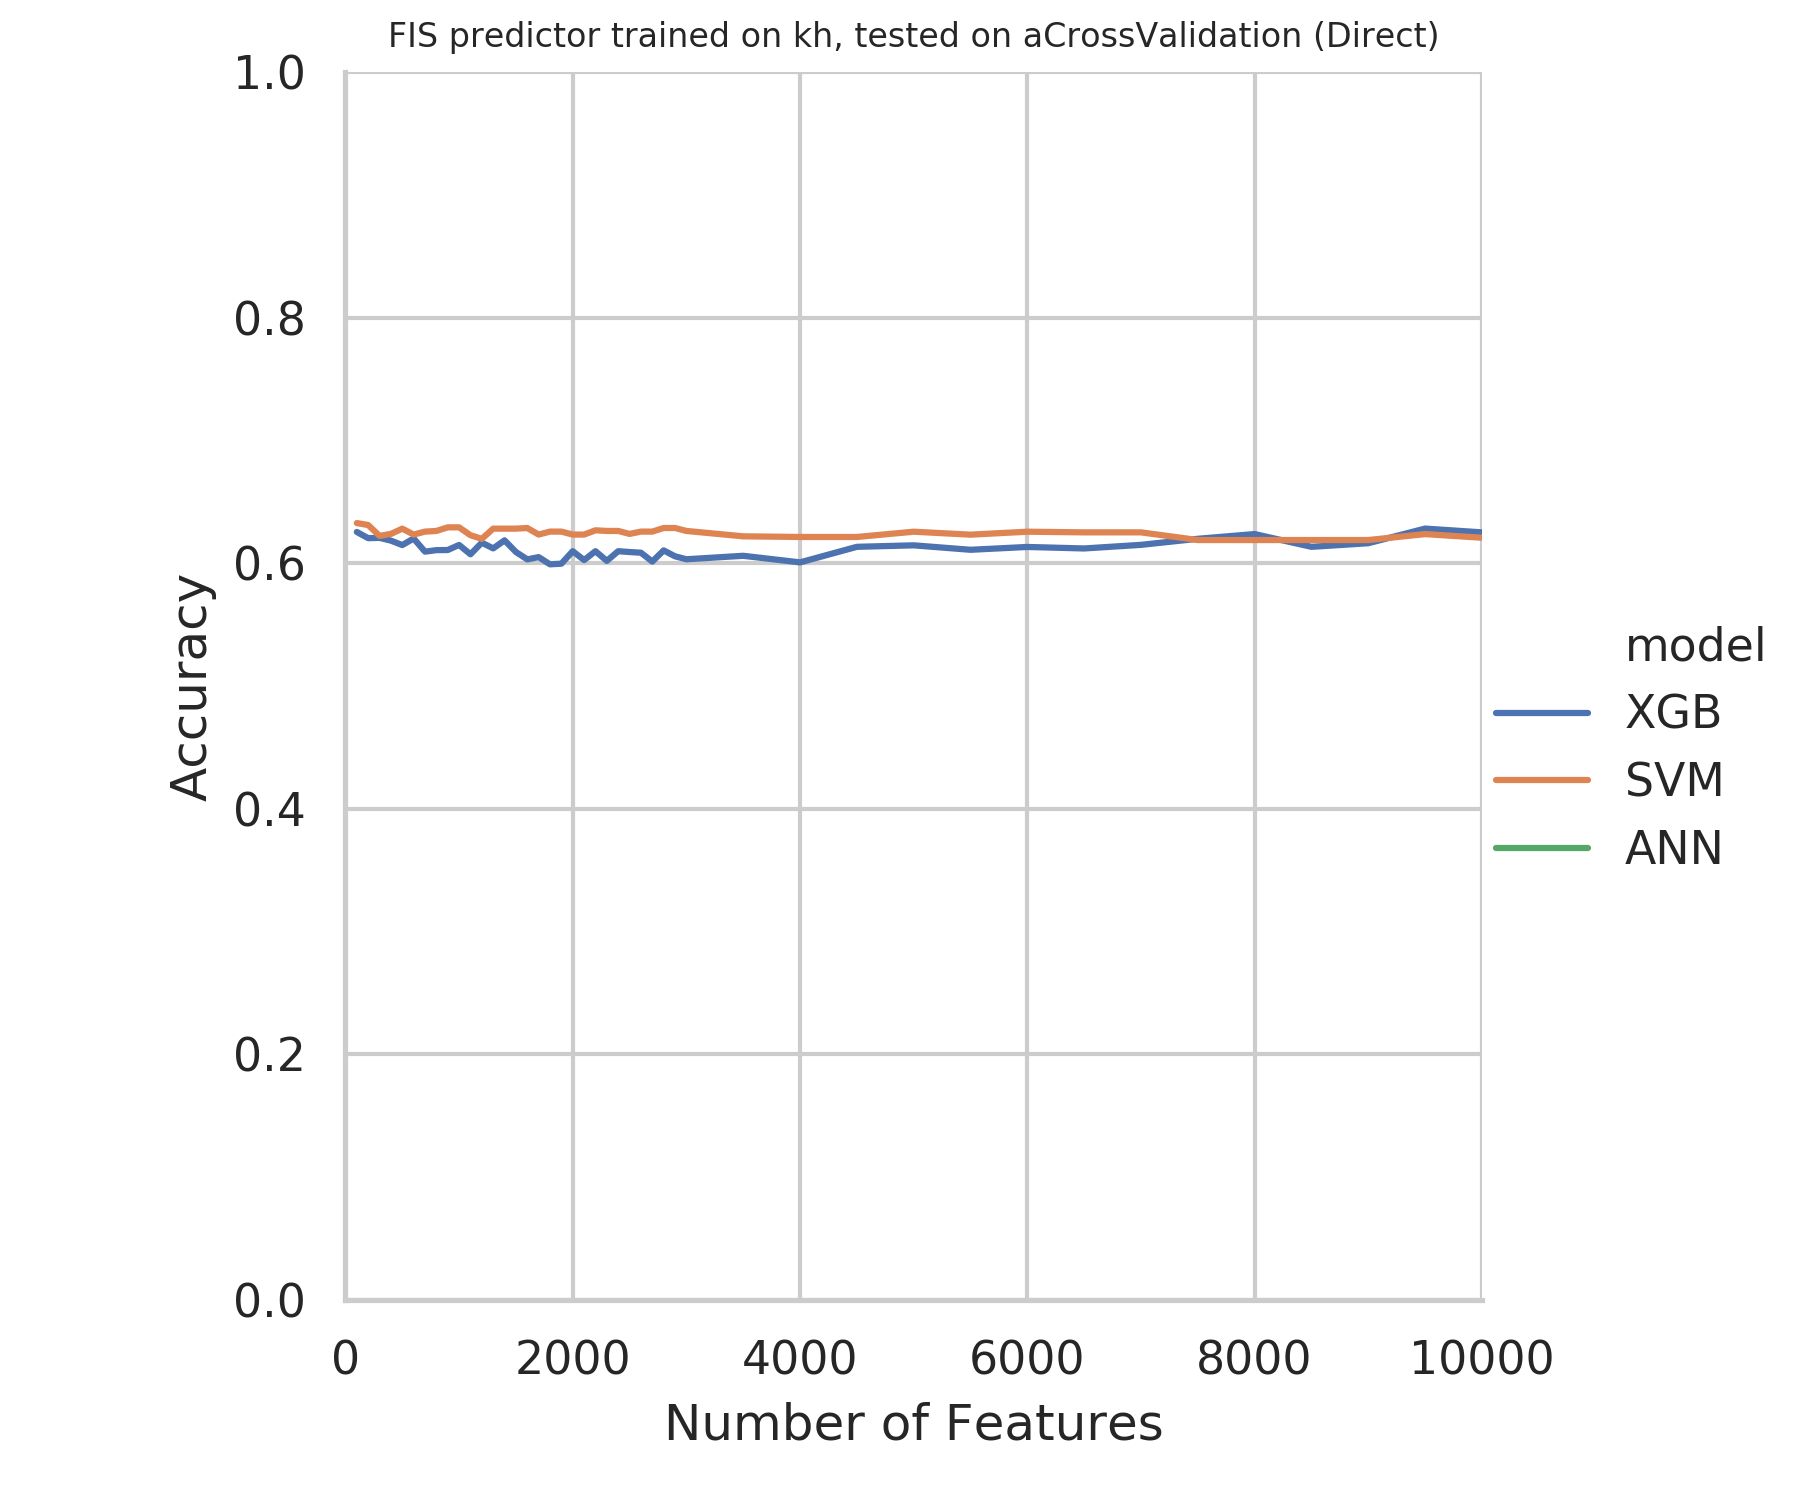 FIS predictor trained on kh, tested on aCrossValidation (Direct)
1.0
0.8
0.6
0.4
0.2
0.0
Accuracy
0 2000 4000 6000 8000 10000
Number of Features
model
XGB
SVM
ANN